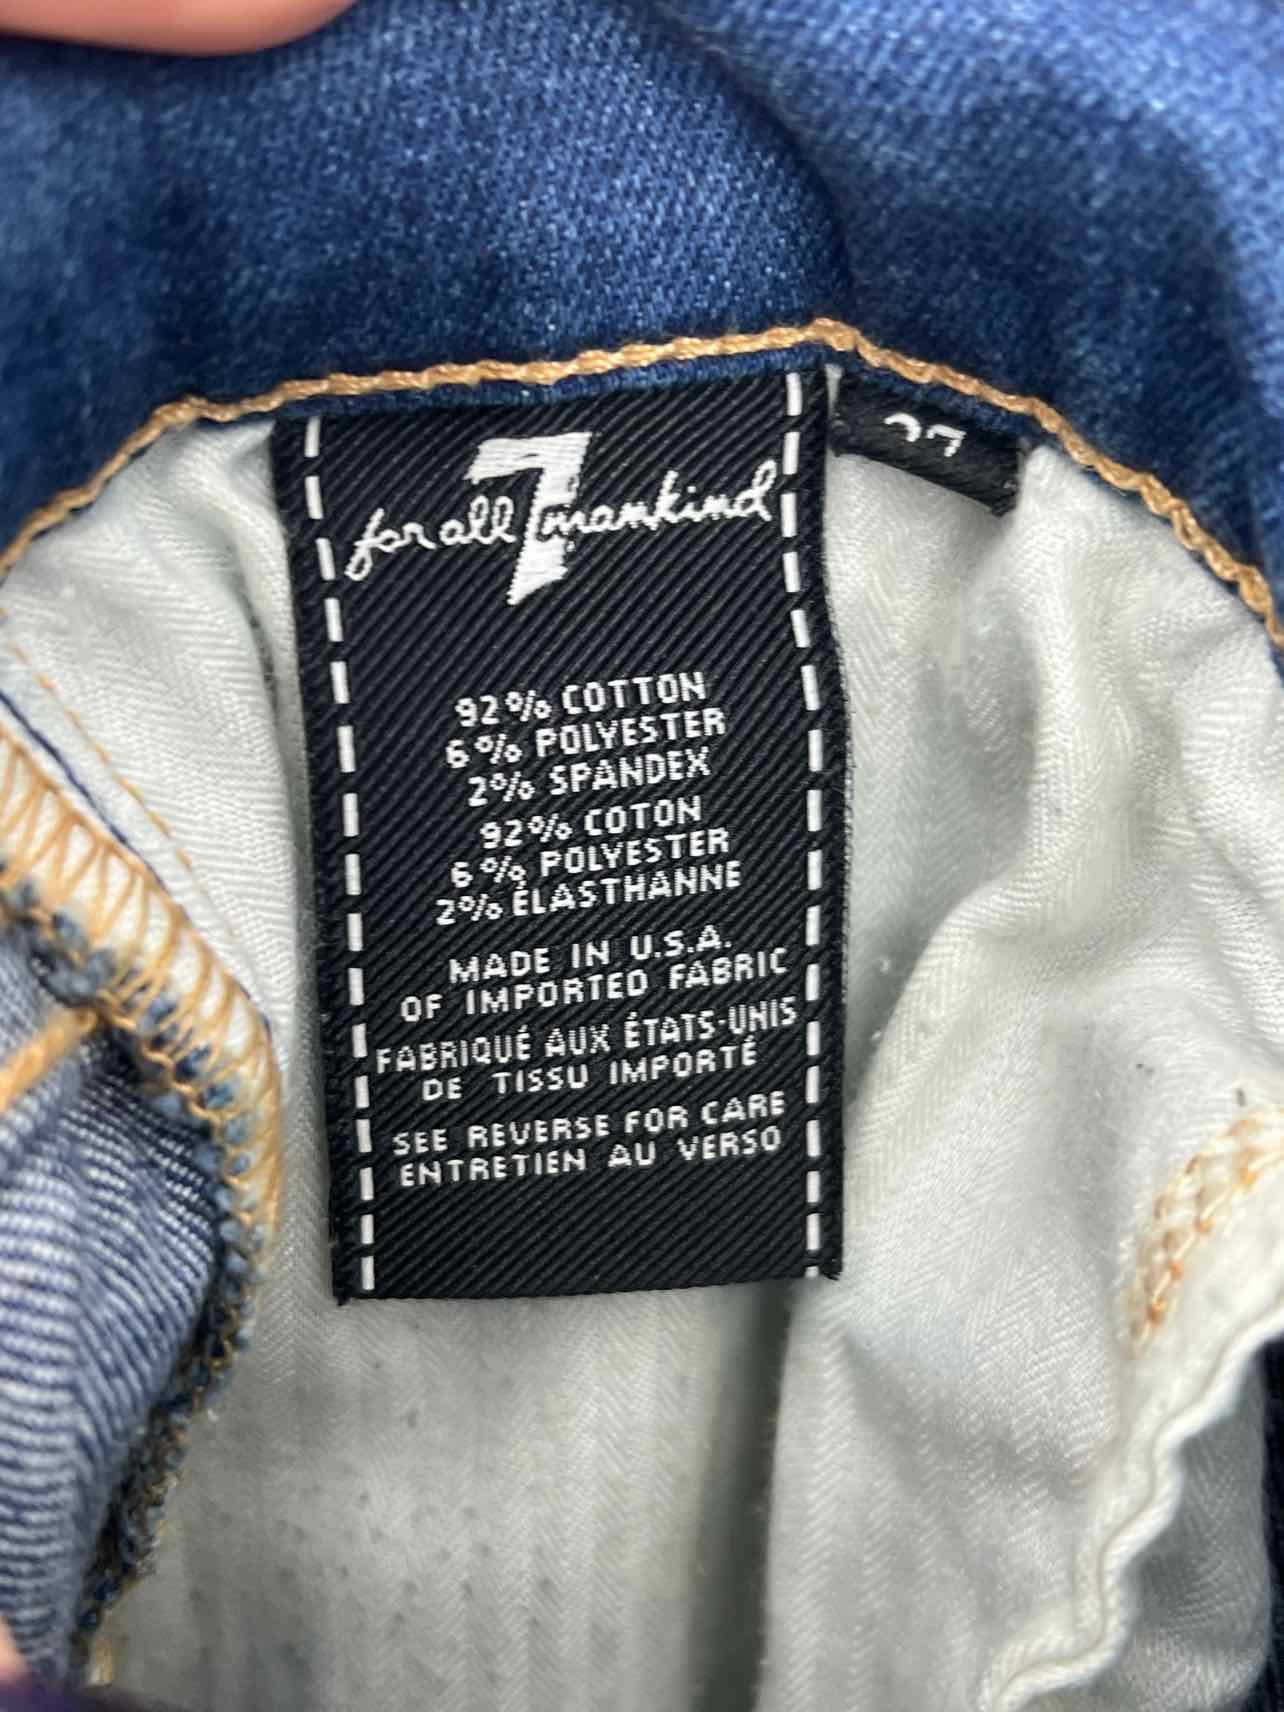 7
for all mankind
92% COTTON
6% POLYESTER
2% SPANDEX
92% COTON
6% POLYESTER
2% ÉLASTHANNE
MADE IN U.S.A.
OF IMPORTED FABRIC
FABRIQUÉ AUX ÉTATS-UNIS
DE TISSU IMPORTÉ
SEE REVERSE FOR CARE
ENTRETIEN AU VERSO